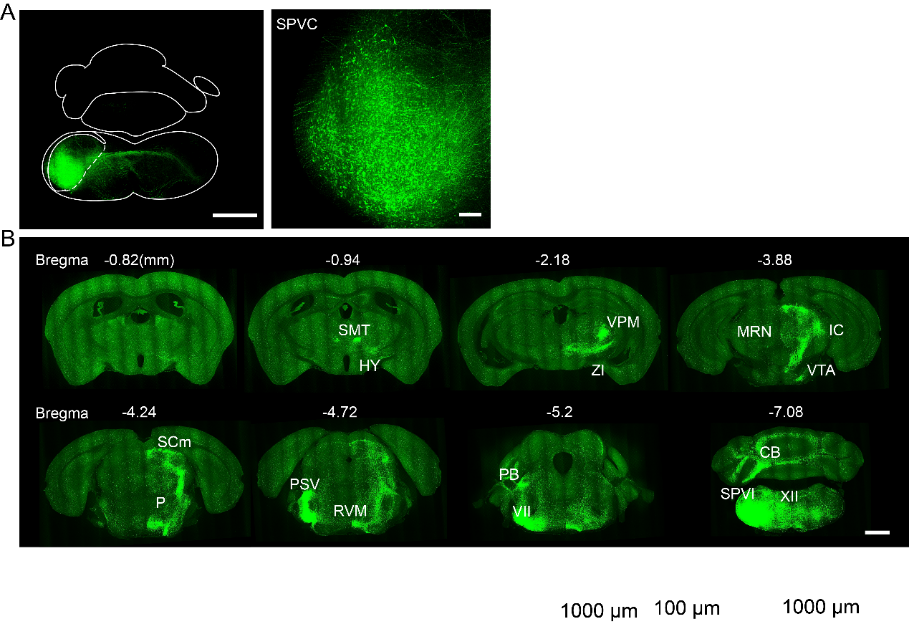 A
SPVC
B
Bregma -0.82(mm) -0.94 -2.18 -3.88
SMT
HY
VPM
ZI
MRN IC
VTA
Bregma -4.24 -4.72 -5.2 -7.08
SCm
P
PSV
RVM
PB
VII
CB
SPVI XII
1000 µm 100 µm 1000 µm